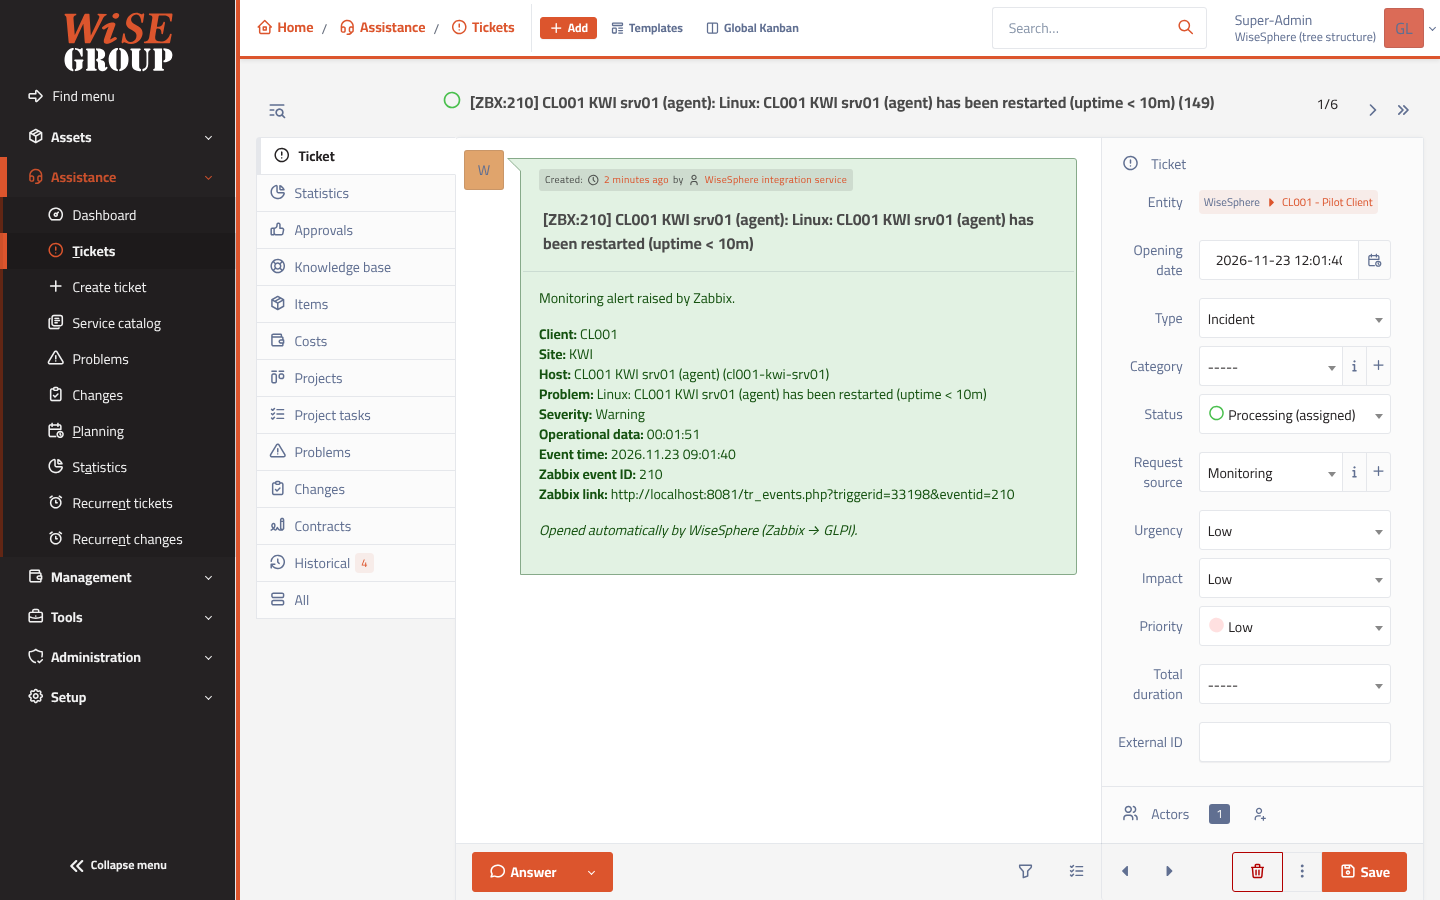 WiSE
GROUP
Find menu
Assets
Assistance
Dashboard
Tickets
Create ticket
Service catalog
Problems
Changes
Planning
Statistics
Recurrent tickets
Recurrent changes
Management
Tools
Administration
Setup
Collapse menu
Home / Assistance / Tickets
Add
Templates
Global Kanban
Search...
Super-Admin
WiseSphere (tree structure)
GL
[ZBX:210] CL001 KWI srv01 (agent): Linux: CL001 KWI srv01 (agent) has been restarted (uptime < 10m) (149)
1/6
Ticket
Statistics
Approvals
Knowledge base
Items
Costs
Projects
Project tasks
Problems
Changes
Contracts
Historical 4
All
W
Created: 2 minutes ago by WiseSphere integration service
[ZBX:210] CL001 KWI srv01 (agent): Linux: CL001 KWI srv01 (agent) has
been restarted (uptime < 10m)
Monitoring alert raised by Zabbix.
Client: CL001
Site: KWI
Host: CL001 KWI srv01 (agent) (cl001-kwi-srv01)
Problem: Linux: CL001 KWI srv01 (agent) has been restarted (uptime < 10m)
Severity: Warning
Operational data: 00:01:51
Event time: 2026.11.23 09:01:40
Zabbix event ID: 210
Zabbix link: http://localhost:8081/tr_events.php?triggerid=33198&eventid=210
Opened automatically by WiseSphere (Zabbix → GLPI).
Answer
Ticket
Entity WiseSphere CL001 - Pilot Client
Opening
date
2026-11-23 12:01:40
Type Incident
Category -----
Status Processing (assigned)
Request
source
Monitoring
Urgency Low
Impact Low
Priority Low
Total
duration
-----
External ID
Actors 1
Save